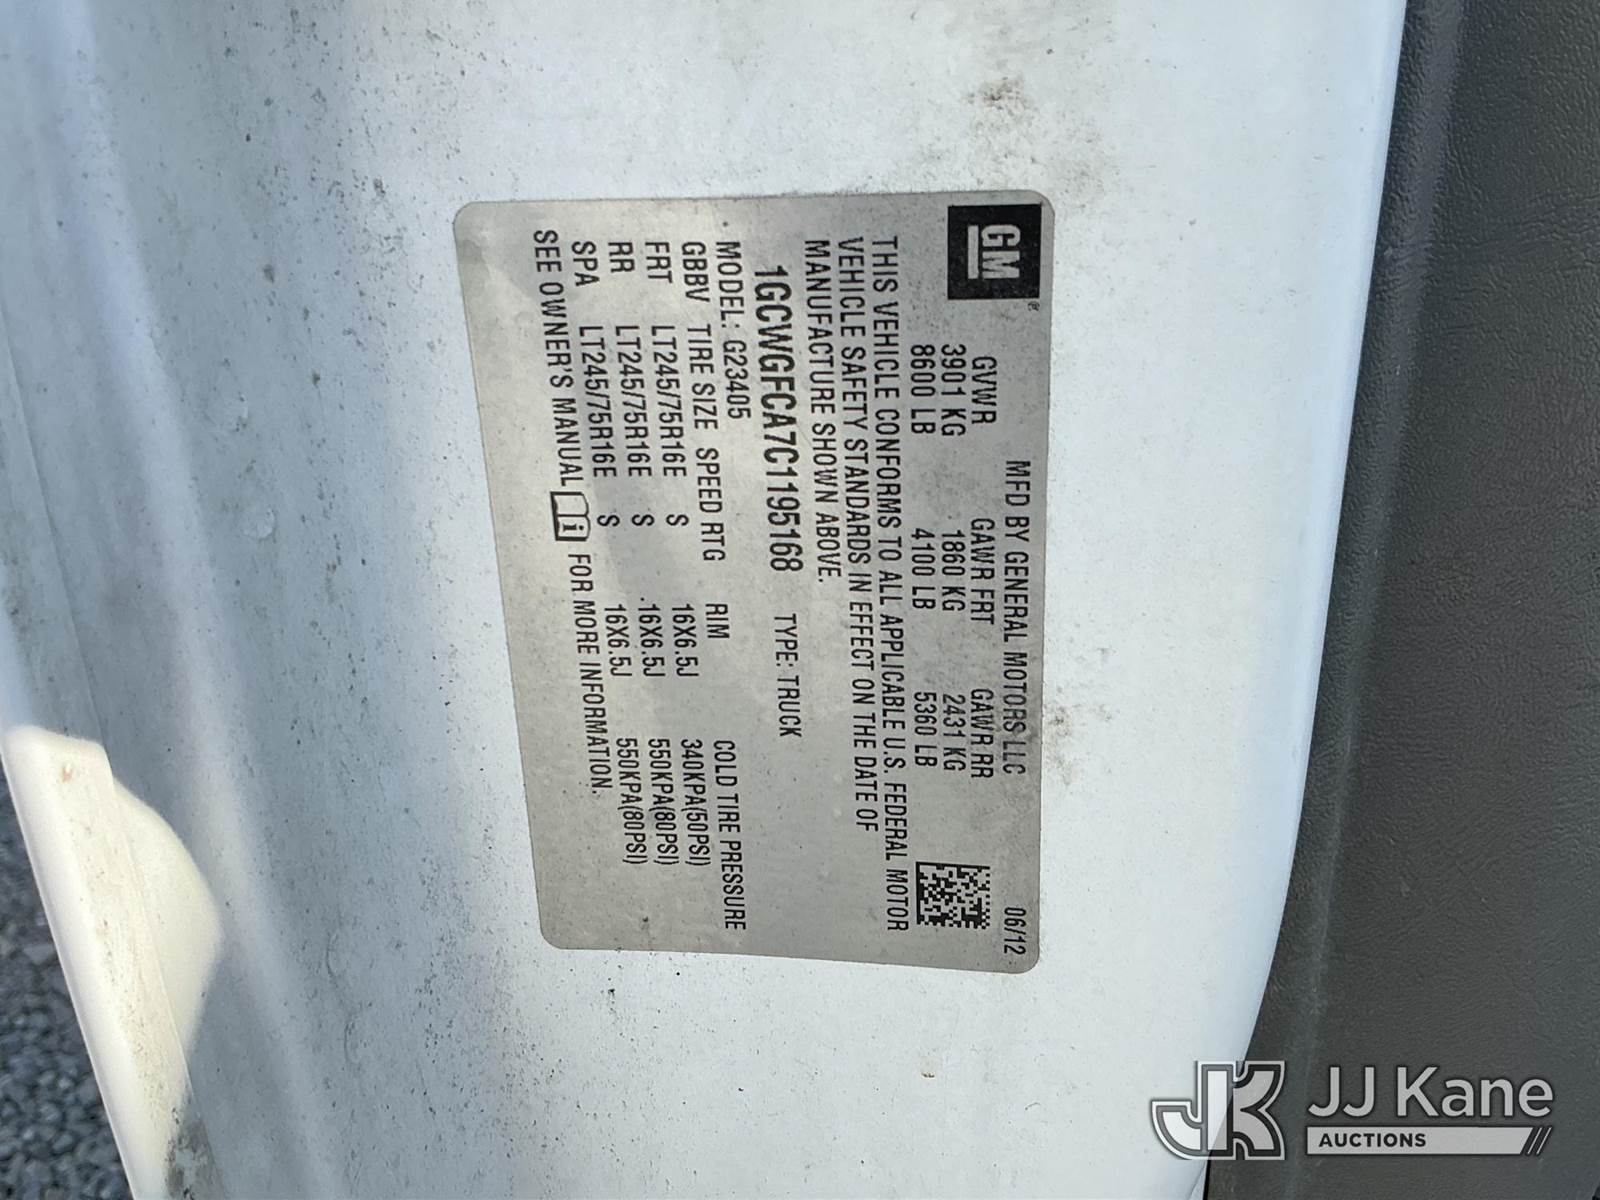 GM®
MFD BY GENERAL MOTORS LLC 06/12
GVWR GAWR FRT GAWR RR
3901 KG 1860 KG 2431 KG
8600 LB 4100 LB 5360 LB
THIS VEHICLE CONFORMS TO ALL APPLICABLE U.S. FEDERAL MOTOR
VEHICLE SAFETY STANDARDS IN EFFECT ON THE DATE OF
MANUFACTURE SHOWN ABOVE.
1GCWGFCA7C1195168 TYPE: TRUCK
MODEL: G23405
GBBV TIRE SIZE SPEED RTG RIM COLD TIRE PRESSURE
FRT LT245/75R16E S 16X6.5J 340KPA(50PSI)
RR LT245/75R16E S 16X6.5J 550KPA(80PSI)
SPA LT245/75R16E S 16X6.5J 550KPA(80PSI)
SEE OWNER'S MANUAL i FOR MORE INFORMATION.
JK JJ Kane
AUCTIONS